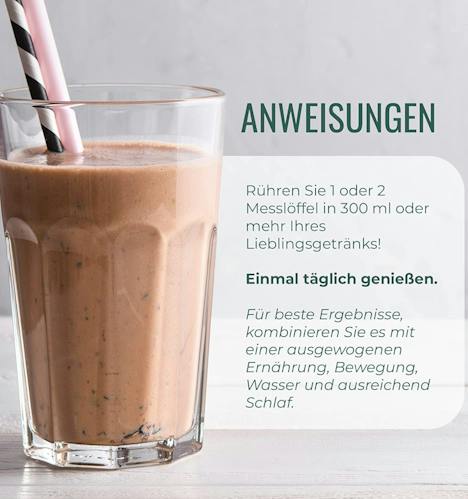 ANWEISUNGEN
Rühren Sie 1 oder 2
Messlöffel in 300 ml oder
mehr Ihres
Lieblingsgetränks!
Einmal täglich genießen.
Für beste Ergebnisse,
kombinieren Sie es mit
einer ausgewogenen
Ernährung, Bewegung,
Wasser und ausreichend
Schlaf.